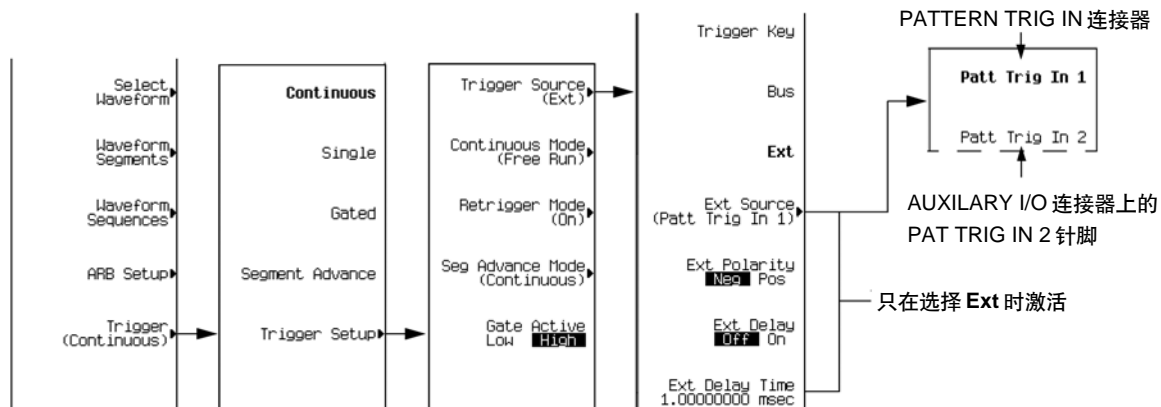 Select
Waveform
Waveform
Segments
Waveform
Sequences
ARB Setup
Trigger
(Continuous)
Continuous
Single
Gated
Segment Advance
Trigger Setup
Trigger Source
(Ext)
Continuous Mode
(Free Run)
Retrigger Mode
(On)
Seg Advance Mode
(Continuous)
Gate Active
Low High
Trigger Key
Bus
Ext
Ext Source
(Patt Trig In 1)
Ext Polarity
Neg Pos
Ext Delay
Off On
Ext Delay Time
1.00000000 msec
PATTERN TRIG IN 连接器
Patt Trig In 1
Patt Trig In 2
AUXILARY I/O 连接器上的
PAT TRIG IN 2 针脚
只在选择 Ext 时激活